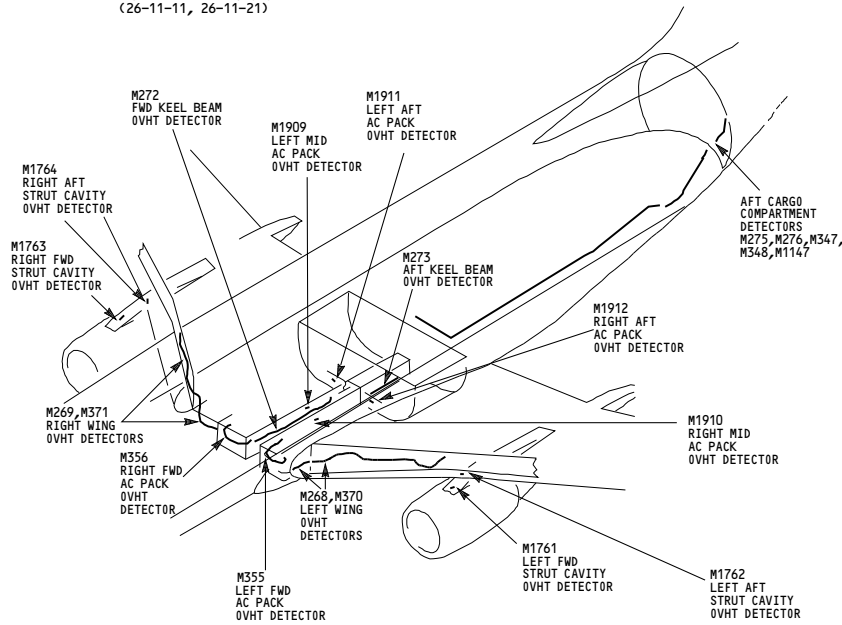 (26-11-11, 26-11-21)
M272
FWD KEEL BEAM
OVHT DETECTOR
M1911
LEFT AFT
AC PACK
OVHT DETECTOR
M1909
LEFT MID
AC PACK
OVHT DETECTOR
M1764
RIGHT AFT
STRUT CAVITY
OVHT DETECTOR
AFT CARGO
COMPARTMENT
DETECTORS
M275,M276,M347,
M348,M1147
M1763
RIGHT FWD
STRUT CAVITY
OVHT DETECTOR
M273
AFT KEEL BEAM
OVHT DETECTOR
M1912
RIGHT AFT
AC PACK
OVHT DETECTOR
M269,M371
RIGHT WING
OVHT DETECTORS
M1910
RIGHT MID
AC PACK
OVHT DETECTOR
M356
RIGHT FWD
AC PACK
OVHT
DETECTOR
M268,M370
LEFT WING
OVHT
DETECTORS
M1761
LEFT FWD
STRUT CAVITY
OVHT DETECTOR
M355
LEFT FWD
AC PACK
OVHT DETECTOR
M1762
LEFT AFT
STRUT CAVITY
OVHT DETECTOR